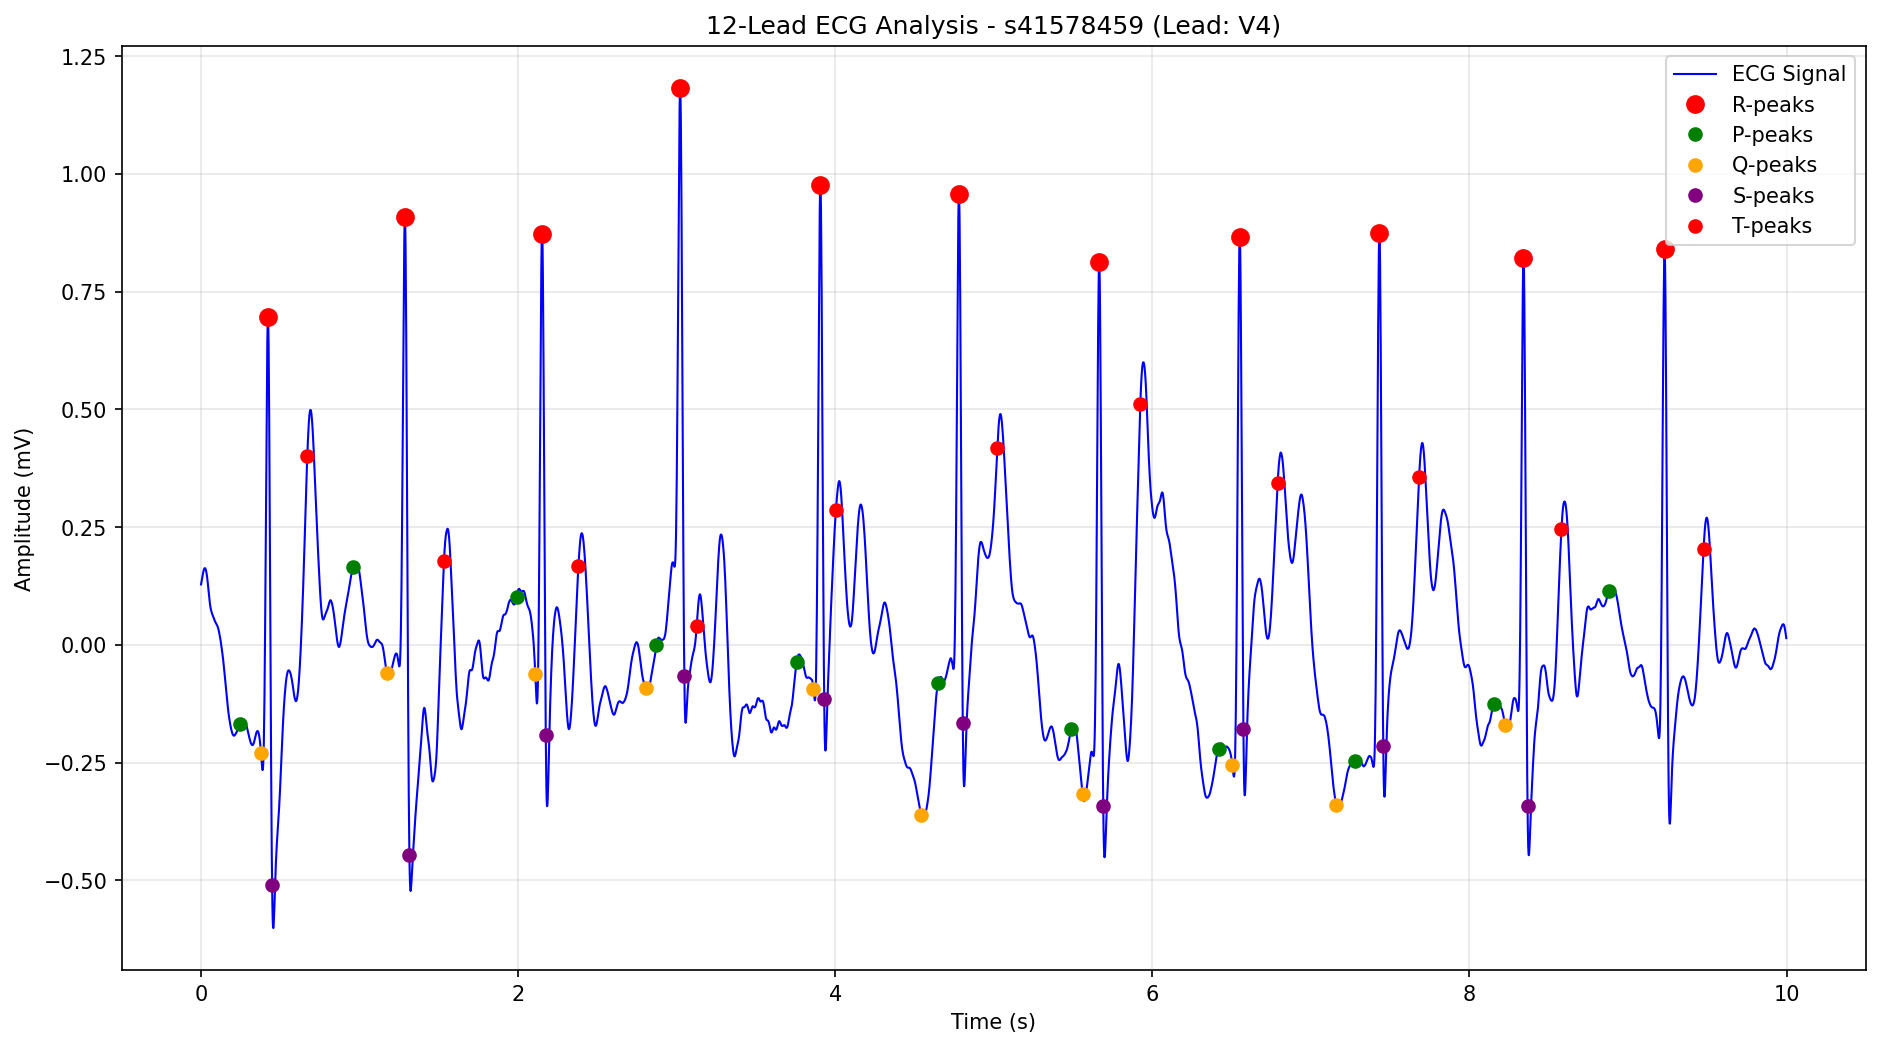 12-Lead ECG Analysis - s41578459 (Lead: V4)
ECG Signal
R-peaks
P-peaks
Q-peaks
S-peaks
T-peaks
Amplitude (mV)
1.25
1.00
0.75
0.50
0.25
0.00
−0.25
−0.50
0 2 4 6 8 10
Time (s)